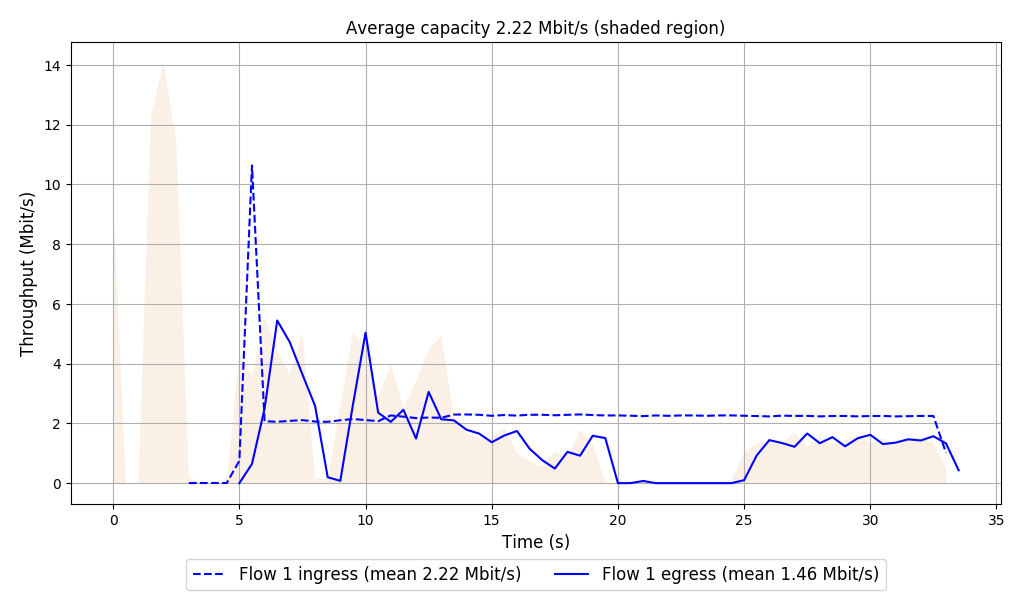 Average capacity 2.22 Mbit/s (shaded region)
Throughput (Mbit/s)
14
12
10
8
6
4
2
0
0 5 10 15 20 25 30 35
Time (s)
Flow 1 ingress (mean 2.22 Mbit/s) Flow 1 egress (mean 1.46 Mbit/s)